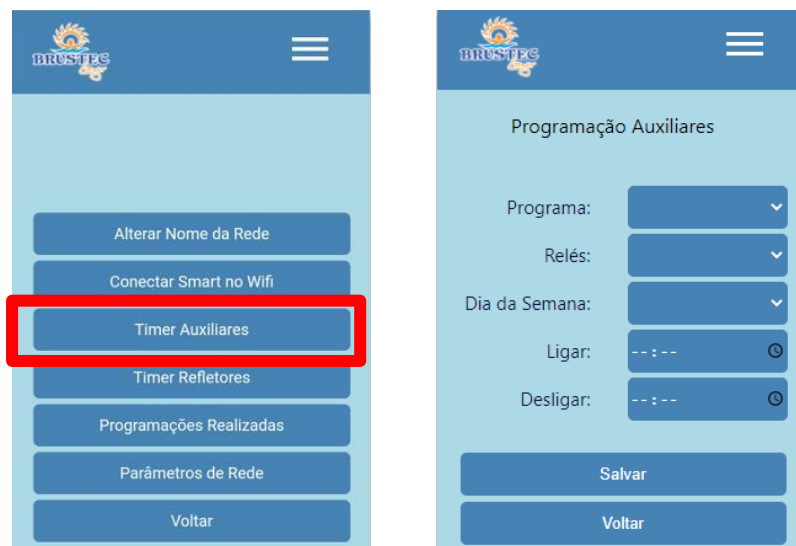 BRUSTEC
Alterar Nome da Rede
Conectar Smart no Wifi
Timer Auxiliares
Timer Refletores
Programações Realizadas
Parâmetros de Rede
Voltar
BRUSTEC
Programação Auxiliares
Programa:
Relés:
Dia da Semana:
Ligar: --:--
Desligar: --:--
Salvar
Voltar